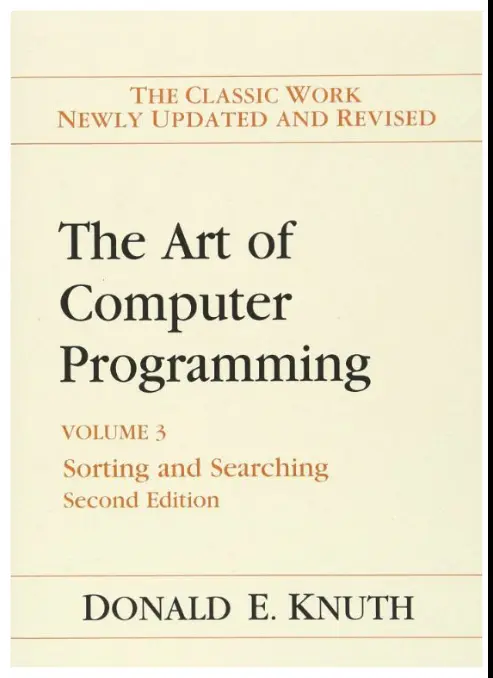 THE CLASSIC WORK
NEWLY UPDATED AND REVISED
The Art of
Computer
Programming
VOLUME 3
Sorting and Searching
Second Edition
DONALD E. KNUTH